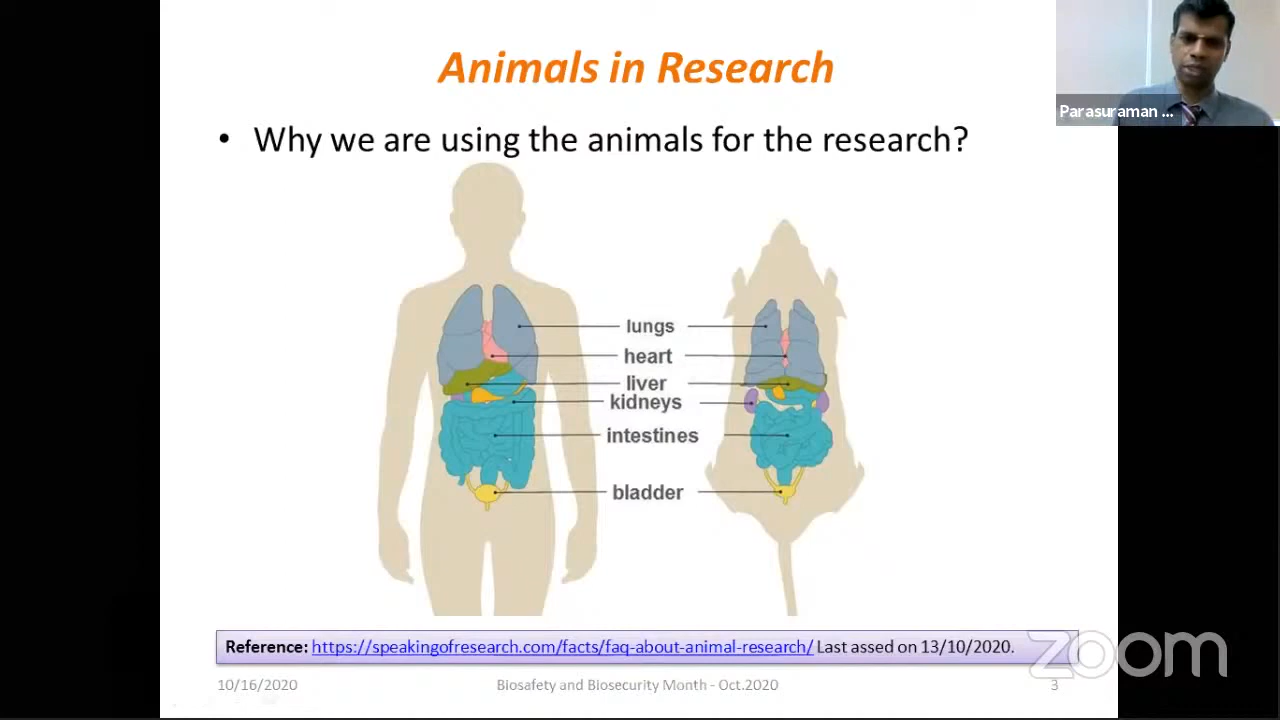 Animals in Research
Parasuraman ...
• Why we are using the animals for the research?
lungs
heart
liver
kidneys
intestines
bladder
Reference: https://speakingofresearch.com/facts/faq-about-animal-research/ Last assed on 13/10/2020.
zoom
10/16/2020
Biosafety and Biosecurity Month - Oct.2020
3